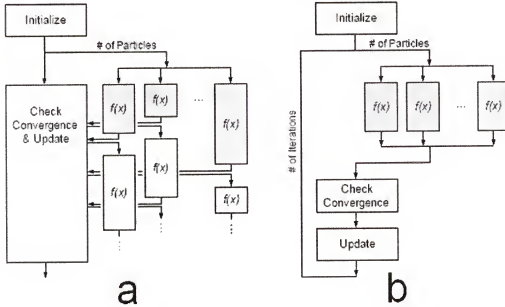 Initialize
# of Particles
Check
Convergence
& Update
f(x)
f(x)
...
f(x)
f(x)
f(x)
f(x)
a
Initialize
# of Particles
# of Iterations
f(x)
f(x)
...
f(x)
Check
Convergence
Update
b